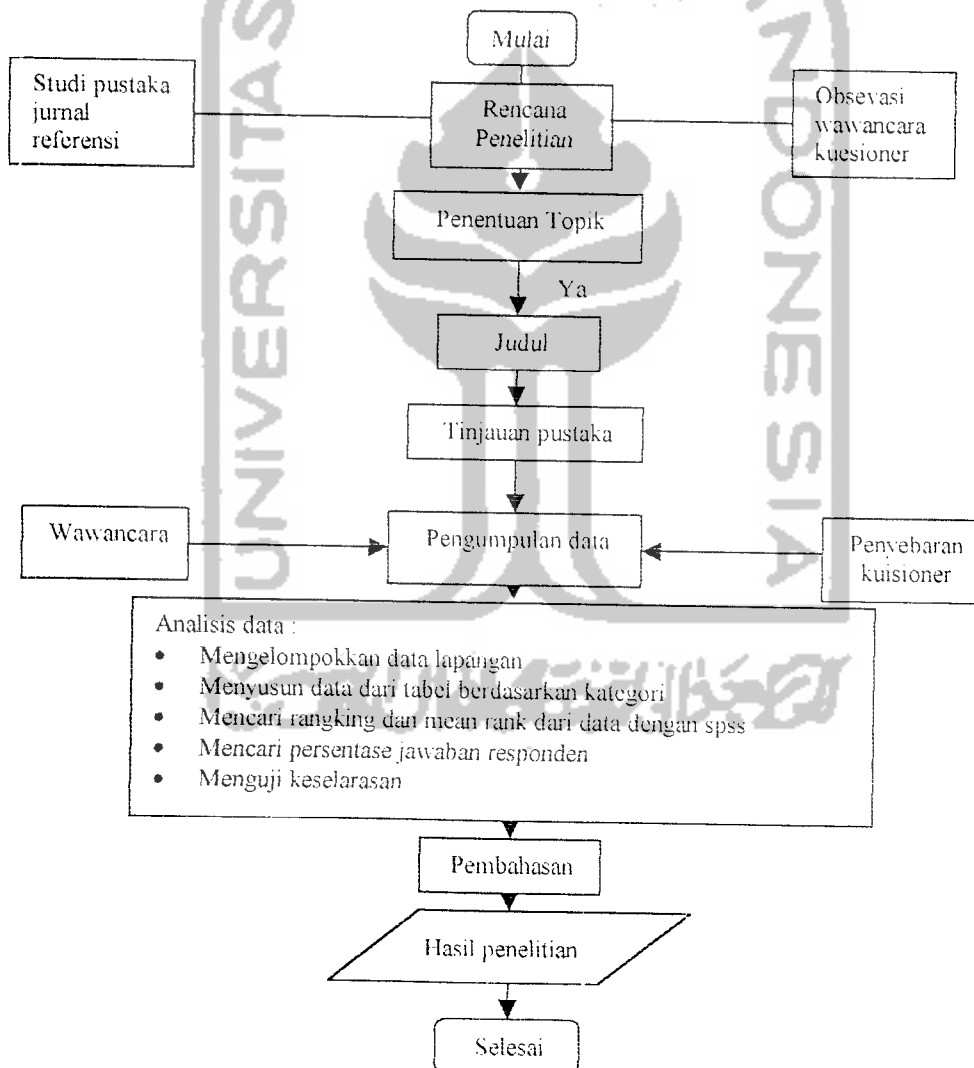 Mulai
Studi pustaka
jurnal
referensi
Rencana
Penelitian
Obsevasi
wawancara
kuesioner
Penentuan Topik
Ya
Judul
Tinjauan pustaka
Wawancara
Pengumpulan data
Penyebaran
kuisioner
Analisis data :
• Mengelompokkan data lapangan
• Menyusun data dari tabel berdasarkan kategori
• Mencari rangking dan mean rank dari data dengan spss
• Mencari persentase jawaban responden
• Menguji keselarasan
Pembahasan
Hasil penelitian
Selesai
UNIVERSITAS
INDONESIA